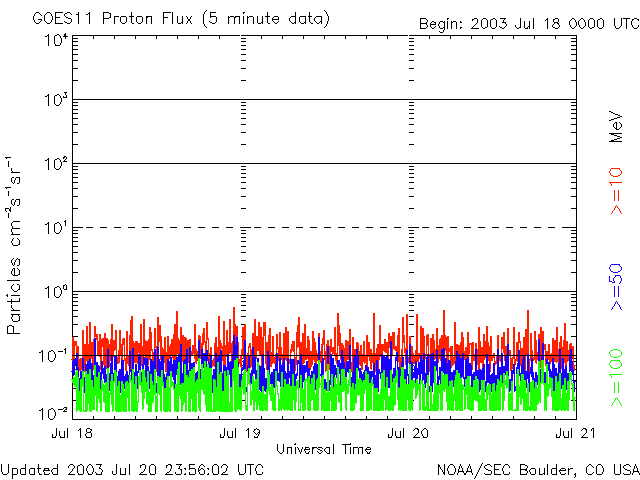 GOES11 Proton Flux (5 minute data)
Begin: 2003 Jul 18 0000 UTC
Particles cm⁻²s⁻¹sr⁻¹
10⁴
10³
10²
10¹
10⁰
10⁻¹
10⁻²
Jul 18 Jul 19 Jul 20 Jul 21
Universal Time
MeV
>=10
>=50
>=100
Updated 2003 Jul 20 23:56:02 UTC
NOAA/SEC Boulder, CO USA